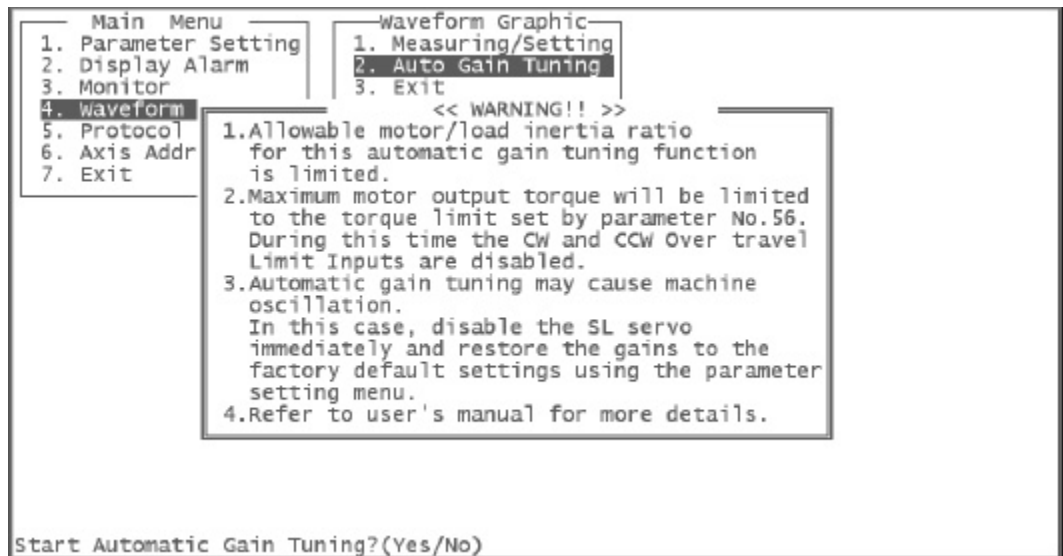 Main Menu
1. Parameter Setting
2. Display Alarm
3. Monitor
4. Waveform
5. Protocol
6. Axis Addr
7. Exit
Waveform Graphic
1. Measuring/Setting
2. Auto Gain Tuning
3. Exit
<< WARNING!! >>
1.Allowable motor/load inertia ratio
for this automatic gain tuning function
is limited.
2.Maximum motor output torque will be limited
to the torque limit set by parameter No.56.
During this time the CW and CCW Over travel
Limit Inputs are disabled.
3.Automatic gain tuning may cause machine
oscillation.
In this case, disable the SL servo
immediately and restore the gains to the
factory default settings using the parameter
setting menu.
4.Refer to user's manual for more details.
Start Automatic Gain Tuning?(Yes/No)